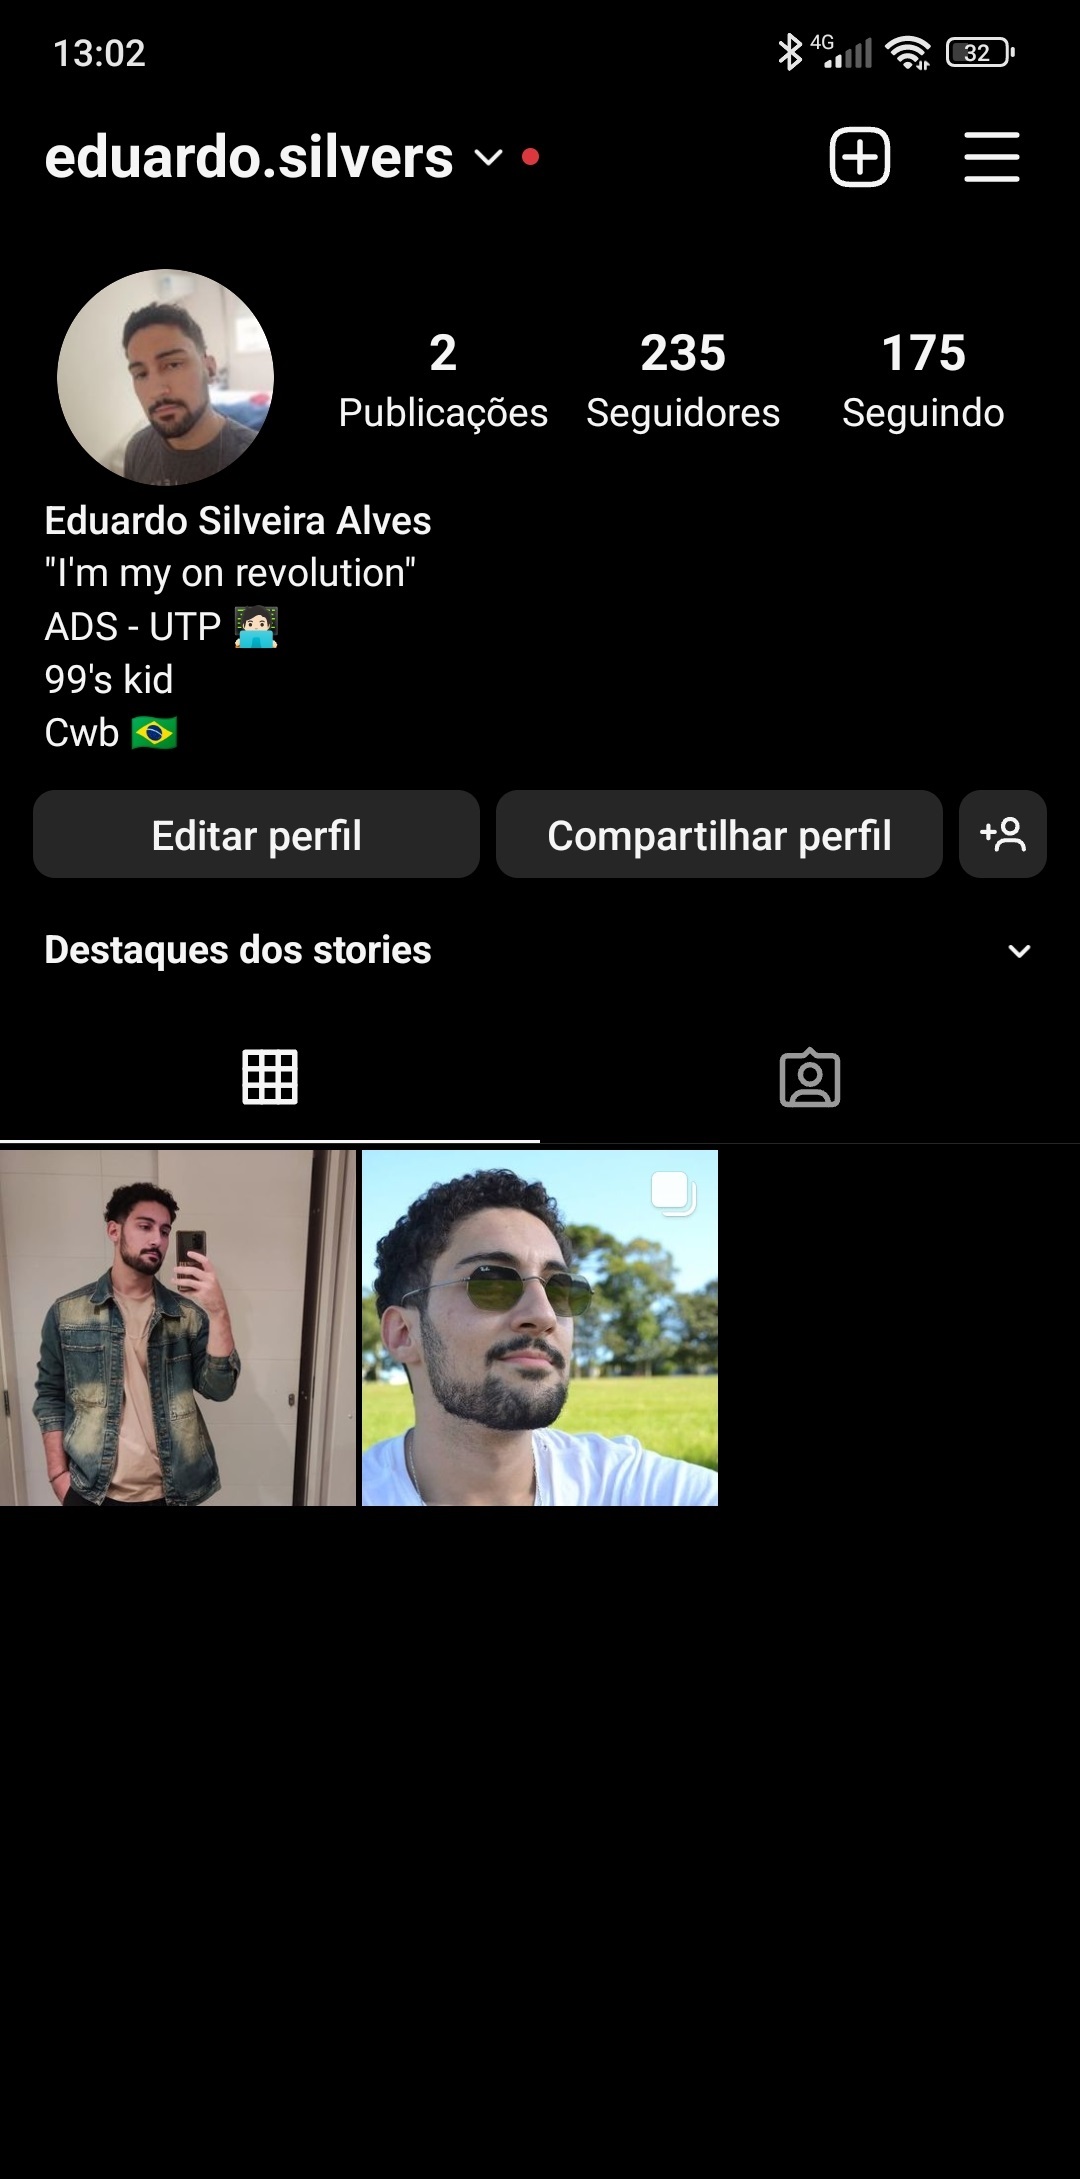 13:02
4G
32
eduardo.silvers
2
235
175
Publicações
Seguidores
Seguindo
Eduardo Silveira Alves
"I'm my on revolution"
ADS - UTP
99's kid
Cwb
Editar perfil
Compartilhar perfil
Destaques dos stories